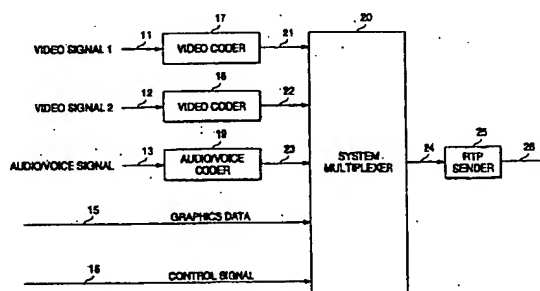 17
20
VIDEO SIGNAL 1
11
VIDEO CODER
21
18
VIDEO SIGNAL 2
12
VIDEO CODER
22
19
AUDIO/VOICE SIGNAL
13
AUDIO/VOICE
CODER
23
SYSTEM
MULTIPLEXER
24
25
RTP
SENDER
26
15
GRAPHICS DATA
16
CONTROL SIGNAL